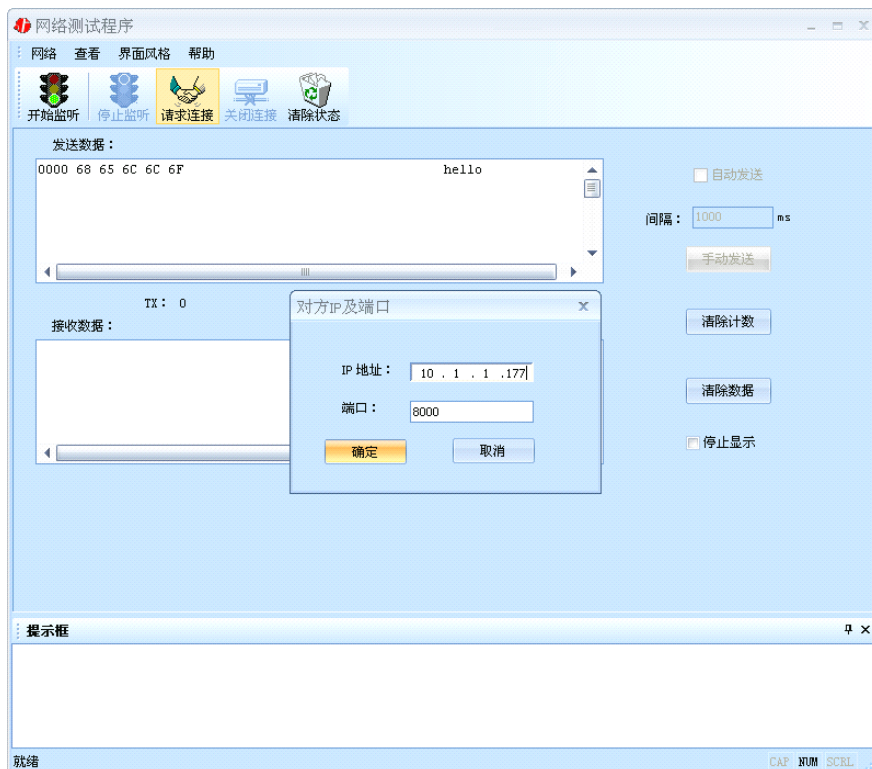 网络测试程序
网络 查看 界面风格 帮助
开始监听 停止监听 请求连接 关闭连接 清除状态
发送数据：
0000 68 65 6C 6C 6F hello
自动发送
间隔： 1000 ms
手动发送
TX： 0
接收数据：
对方IP及端口
IP 地址： 10 . 1 . 1 .177
端口： 8000
确定 取消
清除计数
清除数据
停止显示
提示框
就绪
CAP NUM SCRL